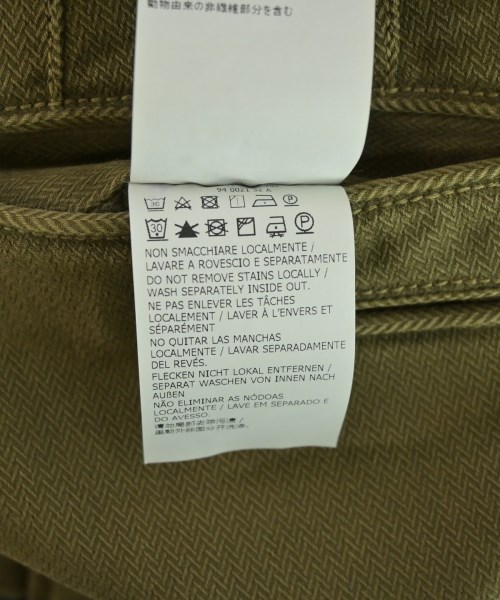 動物由来の非繊維部分を含む
NON SMACCHIARE LOCALMENTE /
LAVARE A ROVESCIO E SEPARATAMENTE
DO NOT REMOVE STAINS LOCALLY /
WASH SEPARATELY INSIDE OUT.
NE PAS ENLEVER LES TÂCHES
LOCALEMENT / LAVER À L'ENVERS ET
SÉPARÉMENT
NO QUITAR LAS MANCHAS
LOCALMENTE / LAVAR SEPARADAMENTE
DEL REVÉS.
FLECKEN NICHT LOKAL ENTFERNEN /
SEPARAT WASCHEN VON INNEN NACH
AUßEN
NÃO ELIMINAR AS NÓDOAS
LOCALMENTE / LAVE EM SEPARADO E
DO AVESSO.